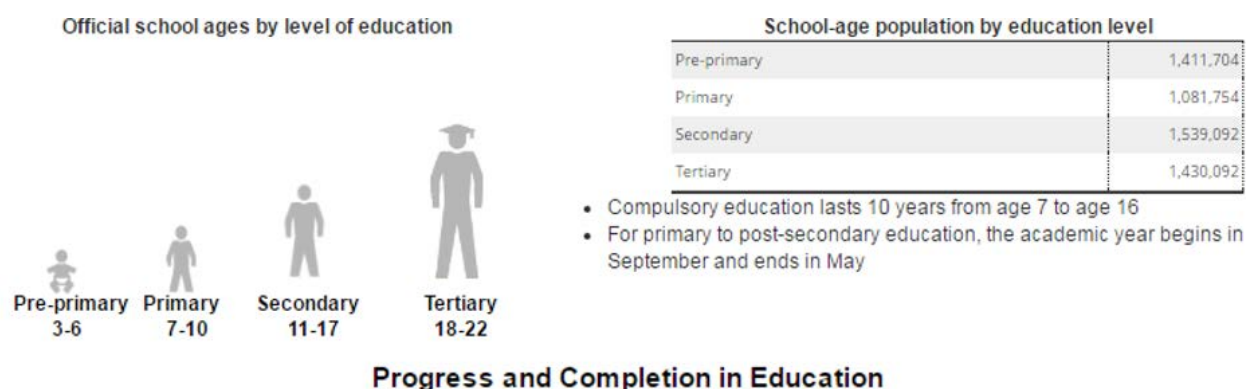 Official school ages by level of education
Pre-primary
3-6
Primary
7-10
Secondary
11-17
Tertiary
18-22
School-age population by education level
Pre-primary 1,411,704
Primary 1,081,754
Secondary 1,539,092
Tertiary 1,430,092
• Compulsory education lasts 10 years from age 7 to age 16
• For primary to post-secondary education, the academic year begins in
September and ends in May
Progress and Completion in Education